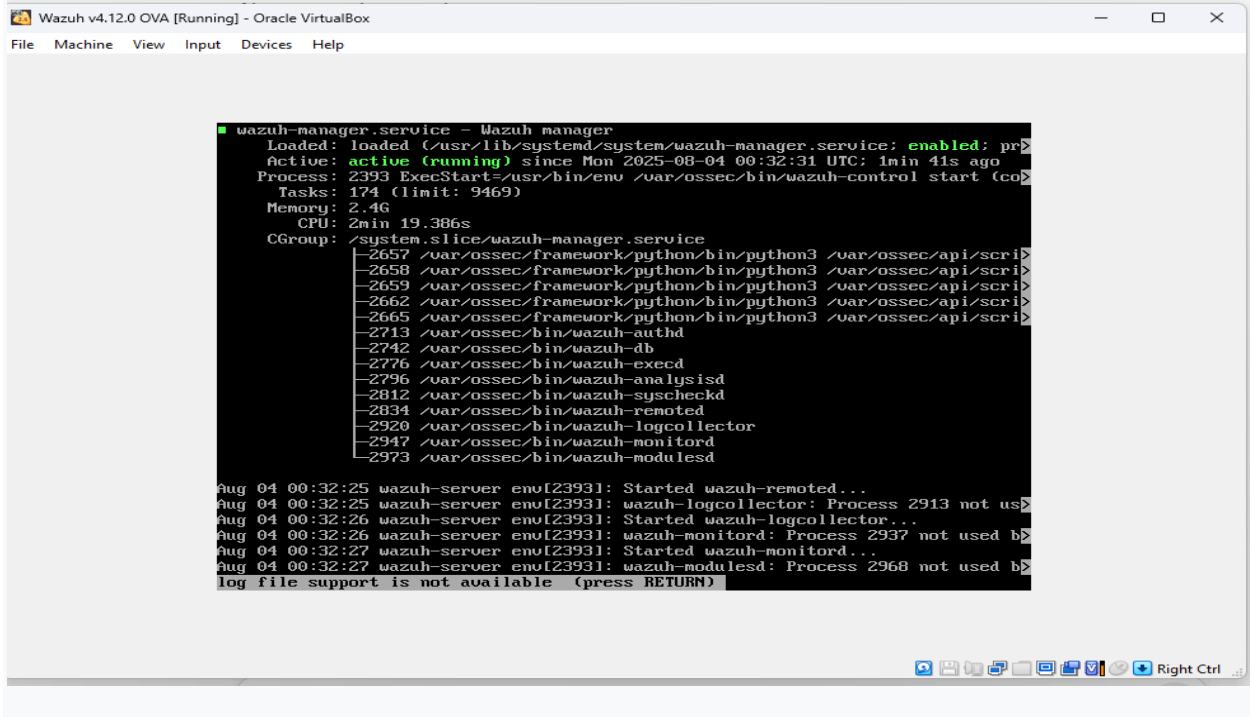 Wazuh v4.12.0 OVA [Running] - Oracle VirtualBox
File Machine View Input Devices Help
wazuh-manager.service - Wazuh manager
Loaded: loaded (/usr/lib/systemd/system/wazuh-manager.service; enabled; pr>
Active: active (running) since Mon 2025-08-04 00:32:31 UTC; 1min 41s ago
Process: 2393 ExecStart=/usr/bin/env /var/ossec/bin/wazuh-control start (co>
Tasks: 174 (limit: 9469)
Memory: 2.4G
CPU: 2min 19.386s
CGroup: /system.slice/wazuh-manager.service
├─2657 /var/ossec/framework/python/bin/python3 /var/ossec/api/scri>
├─2658 /var/ossec/framework/python/bin/python3 /var/ossec/api/scri>
├─2659 /var/ossec/framework/python/bin/python3 /var/ossec/api/scri>
├─2662 /var/ossec/framework/python/bin/python3 /var/ossec/api/scri>
├─2665 /var/ossec/framework/python/bin/python3 /var/ossec/api/scri>
├─2713 /var/ossec/bin/wazuh-authd
├─2742 /var/ossec/bin/wazuh-db
├─2776 /var/ossec/bin/wazuh-execd
├─2796 /var/ossec/bin/wazuh-analysisd
├─2812 /var/ossec/bin/wazuh-syscheckd
├─2834 /var/ossec/bin/wazuh-remoted
├─2920 /var/ossec/bin/wazuh-logcollector
├─2947 /var/ossec/bin/wazuh-monitord
└─2973 /var/ossec/bin/wazuh-modulesd
Aug 04 00:32:25 wazuh-server env[2393]: Started wazuh-remoted...
Aug 04 00:32:25 wazuh-server env[2393]: wazuh-logcollector: Process 2913 not us>
Aug 04 00:32:26 wazuh-server env[2393]: Started wazuh-logcollector...
Aug 04 00:32:26 wazuh-server env[2393]: wazuh-monitord: Process 2937 not used b>
Aug 04 00:32:27 wazuh-server env[2393]: Started wazuh-monitord...
Aug 04 00:32:27 wazuh-server env[2393]: wazuh-modulesd: Process 2968 not used b>
log file support is not available (press RETURN)
Right Ctrl